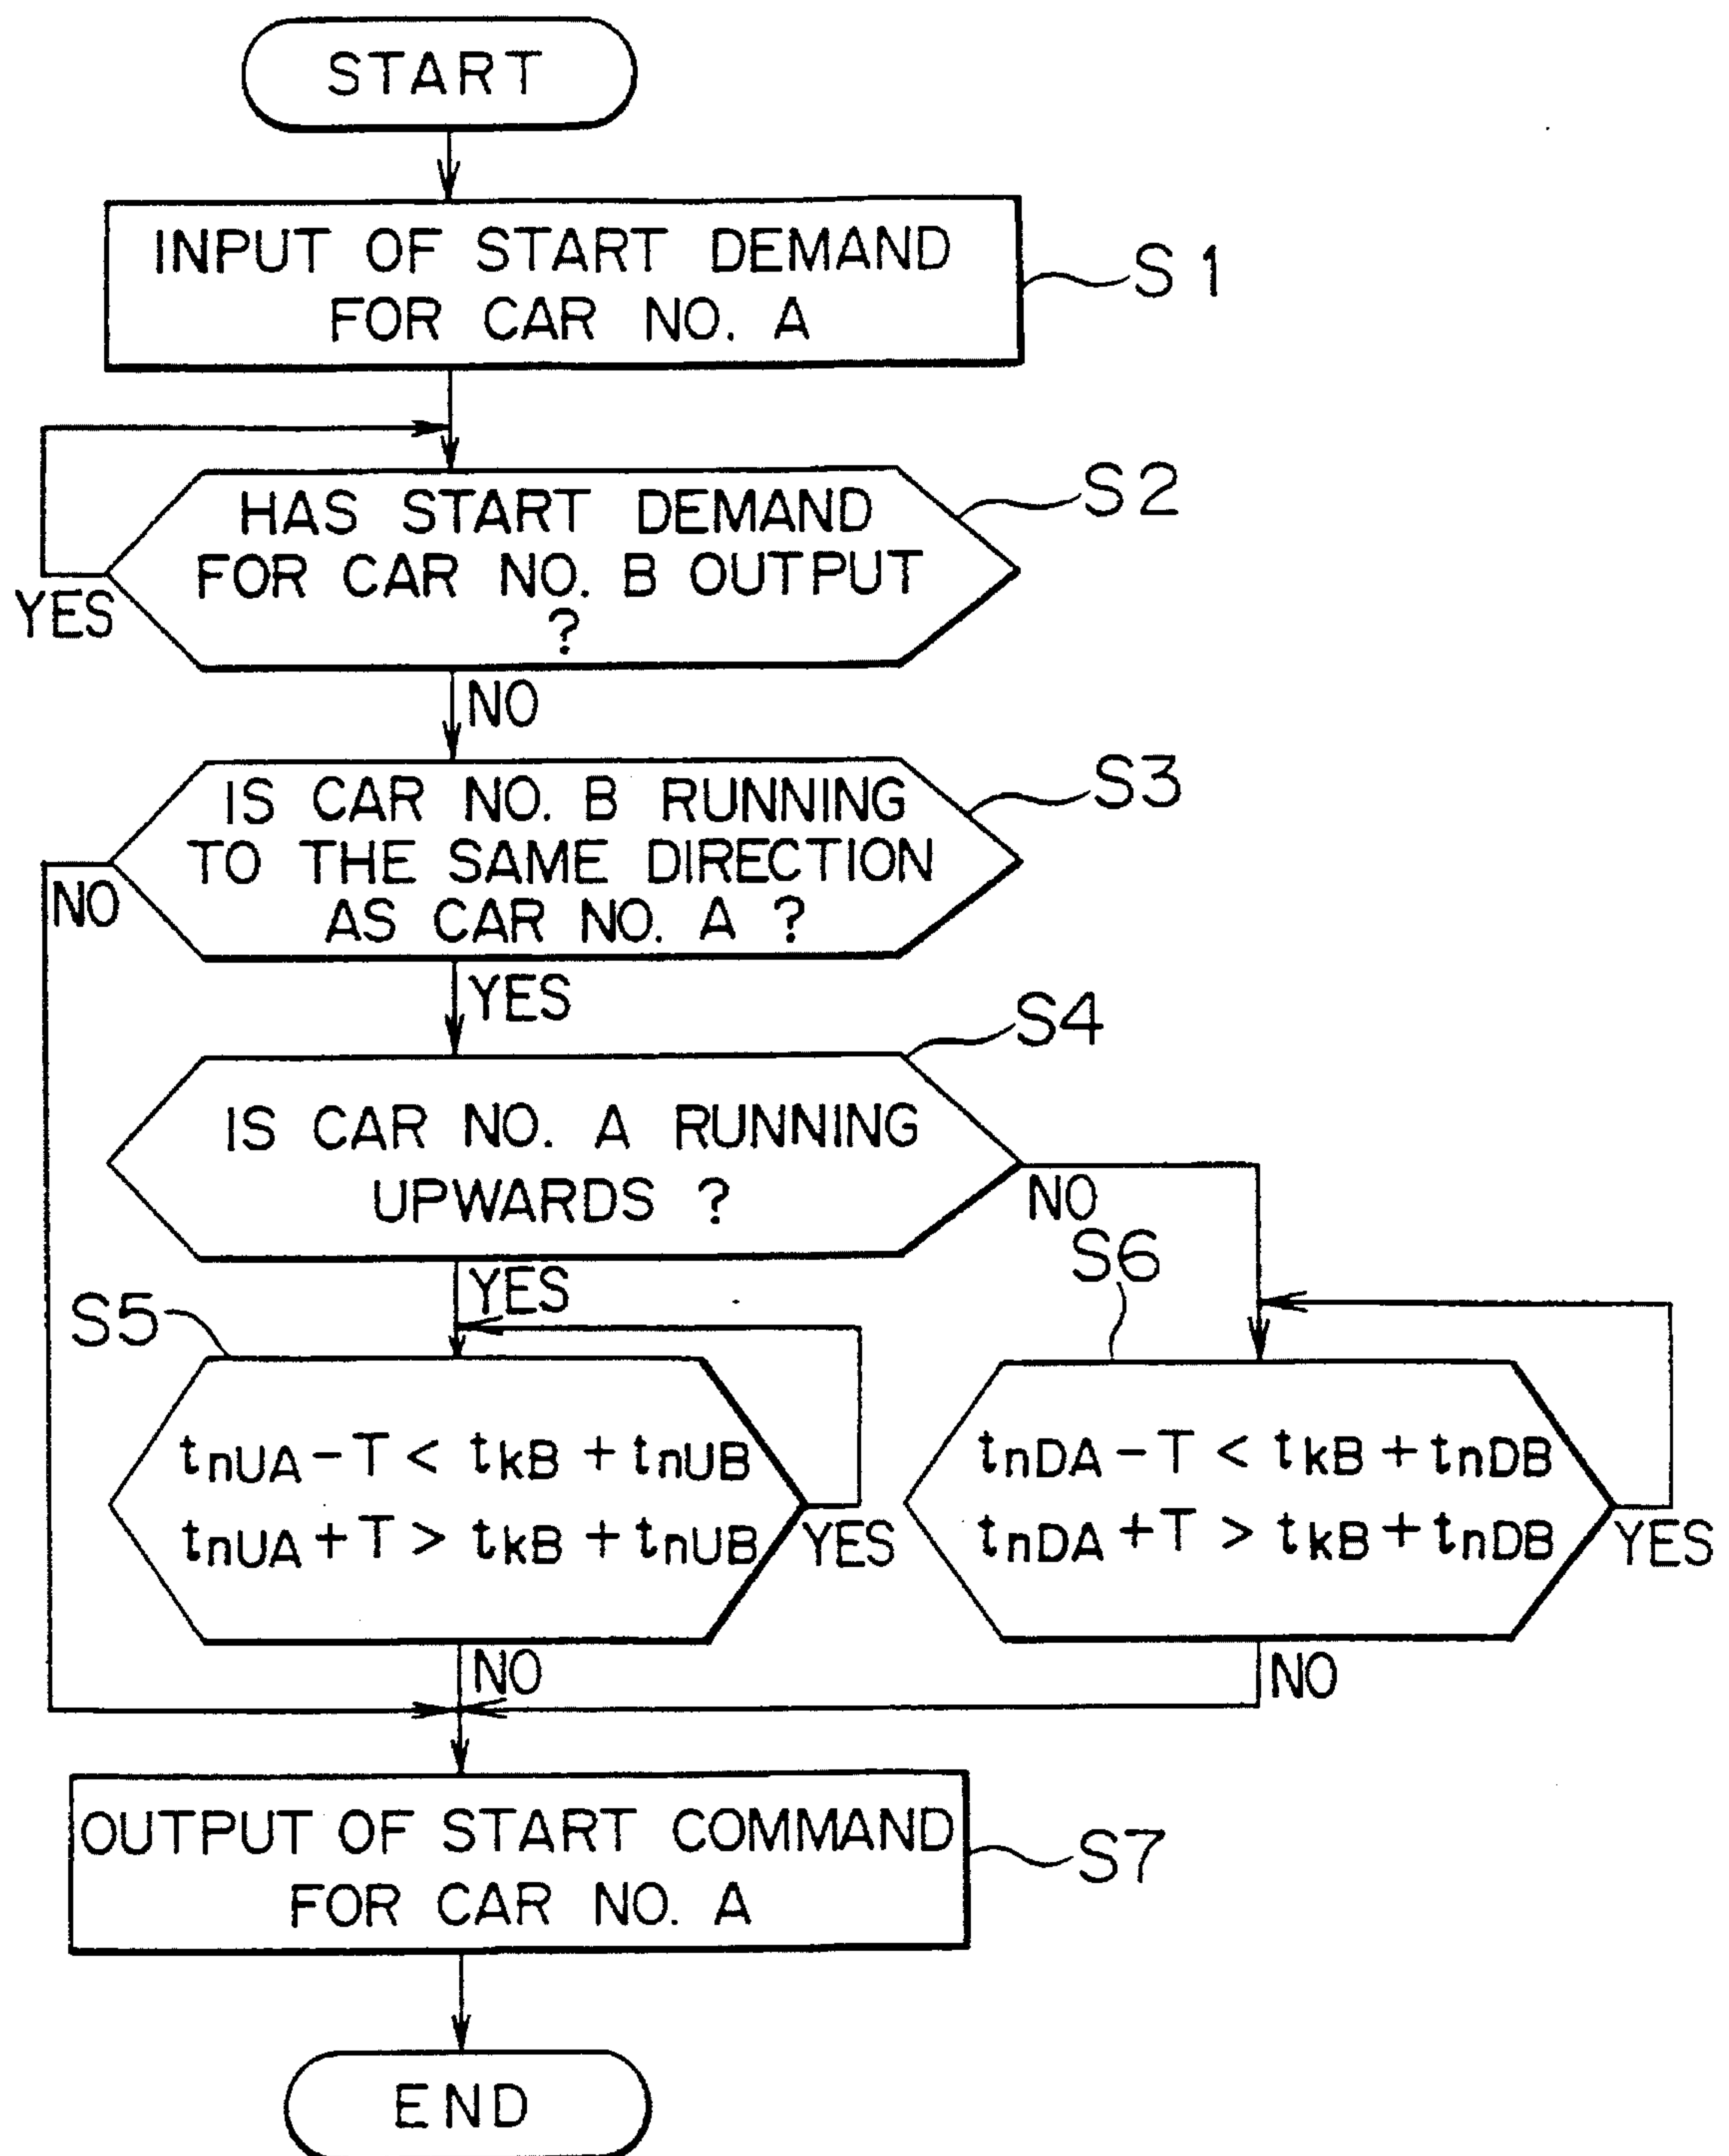 START
INPUT OF START DEMAND
FOR CAR NO. A
S1
HAS START DEMAND
FOR CAR NO. B OUTPUT
?
S2
YES
NO
IS CAR NO. B RUNNING
TO THE SAME DIRECTION
AS CAR NO. A ?
S3
NO
YES
IS CAR NO. A RUNNING
UPWARDS ?
S4
NO
YES
S5
tnUA-T < tkB + tnUB
tnUA+T > tkB + tnUB
YES
NO
S6
tnDA-T < tkB + tnDB
tnDA+T > tkB + tnDB
YES
NO
OUTPUT OF START COMMAND
FOR CAR NO. A
S7
END